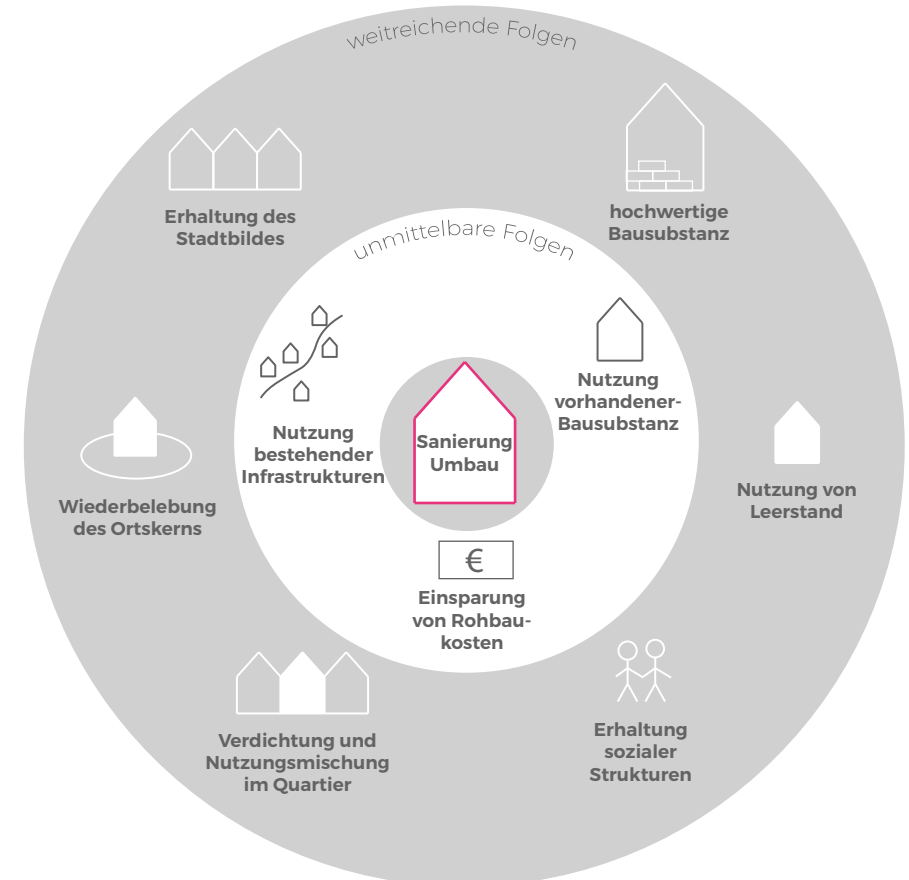 weitreichende Folgen
Erhaltung des
Stadtbildes
hochwertige
Bausubstanz
unmittelbare Folgen
Nutzung
vorhandener-
Bausubstanz
Nutzung
bestehender
Infrastrukturen
Sanierung
Umbau
Wiederbelebung
des Ortskerns
Nutzung von
Leerstand
€
Einsparung
von Rohbau-
kosten
Verdichtung und
Nutzungsmischung
im Quartier
Erhaltung
sozialer
Strukturen